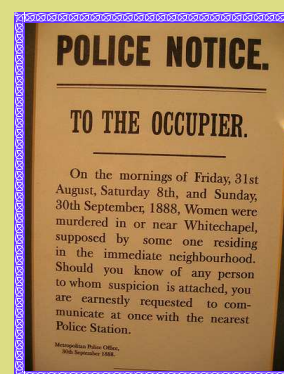 POLICE NOTICE.
TO THE OCCUPIER.
On the mornings of Friday, 31st
August, Saturday 8th, and Sunday,
30th September, 1888, Women were
murdered in or near Whitechapel,
supposed by some one residing
in the immediate neighbourhood.
Should you know of any person
to whom suspicion is attached, you
are earnestly requested to com-
municate at once with the nearest
Police Station.
Metropolitan Police Office,
30th September 1888.